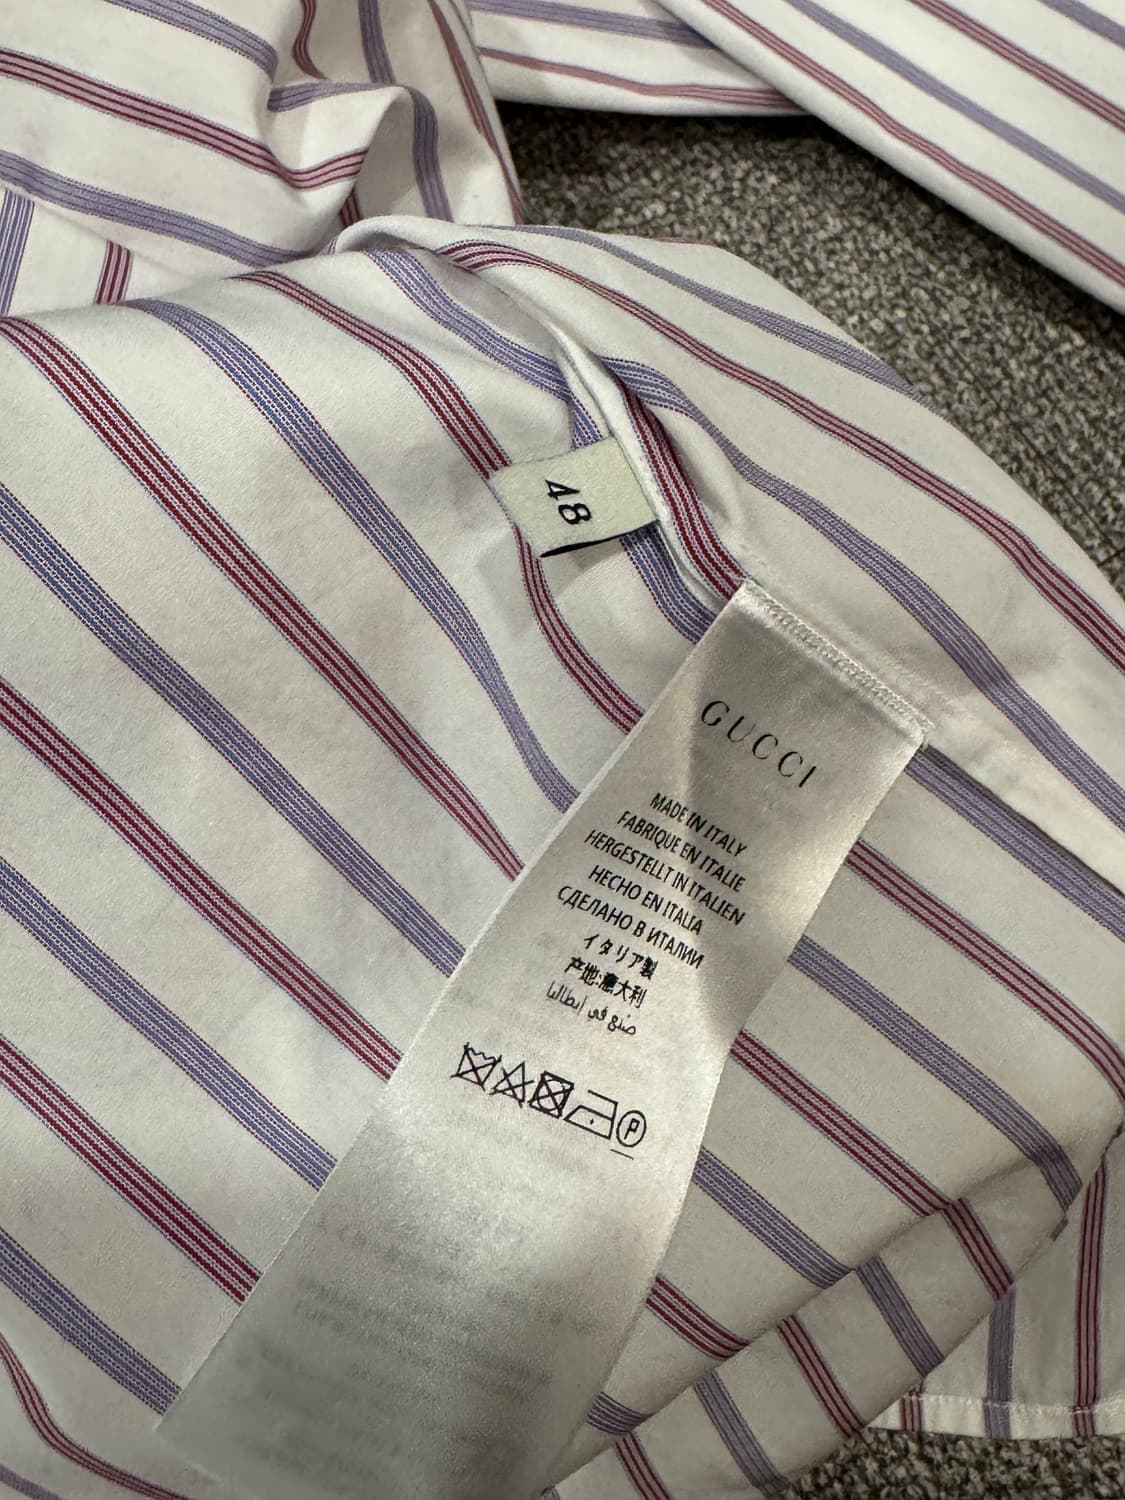 48
GUCCI
MADE IN ITALY
FABRIQUE EN ITALIE
HERGESTELLT IN ITALIEN
HECHO EN ITALIA
СДЕЛАНО В ИТАЛИИ
イタリア製
产地:意大利
صنع في إيطاليا
P